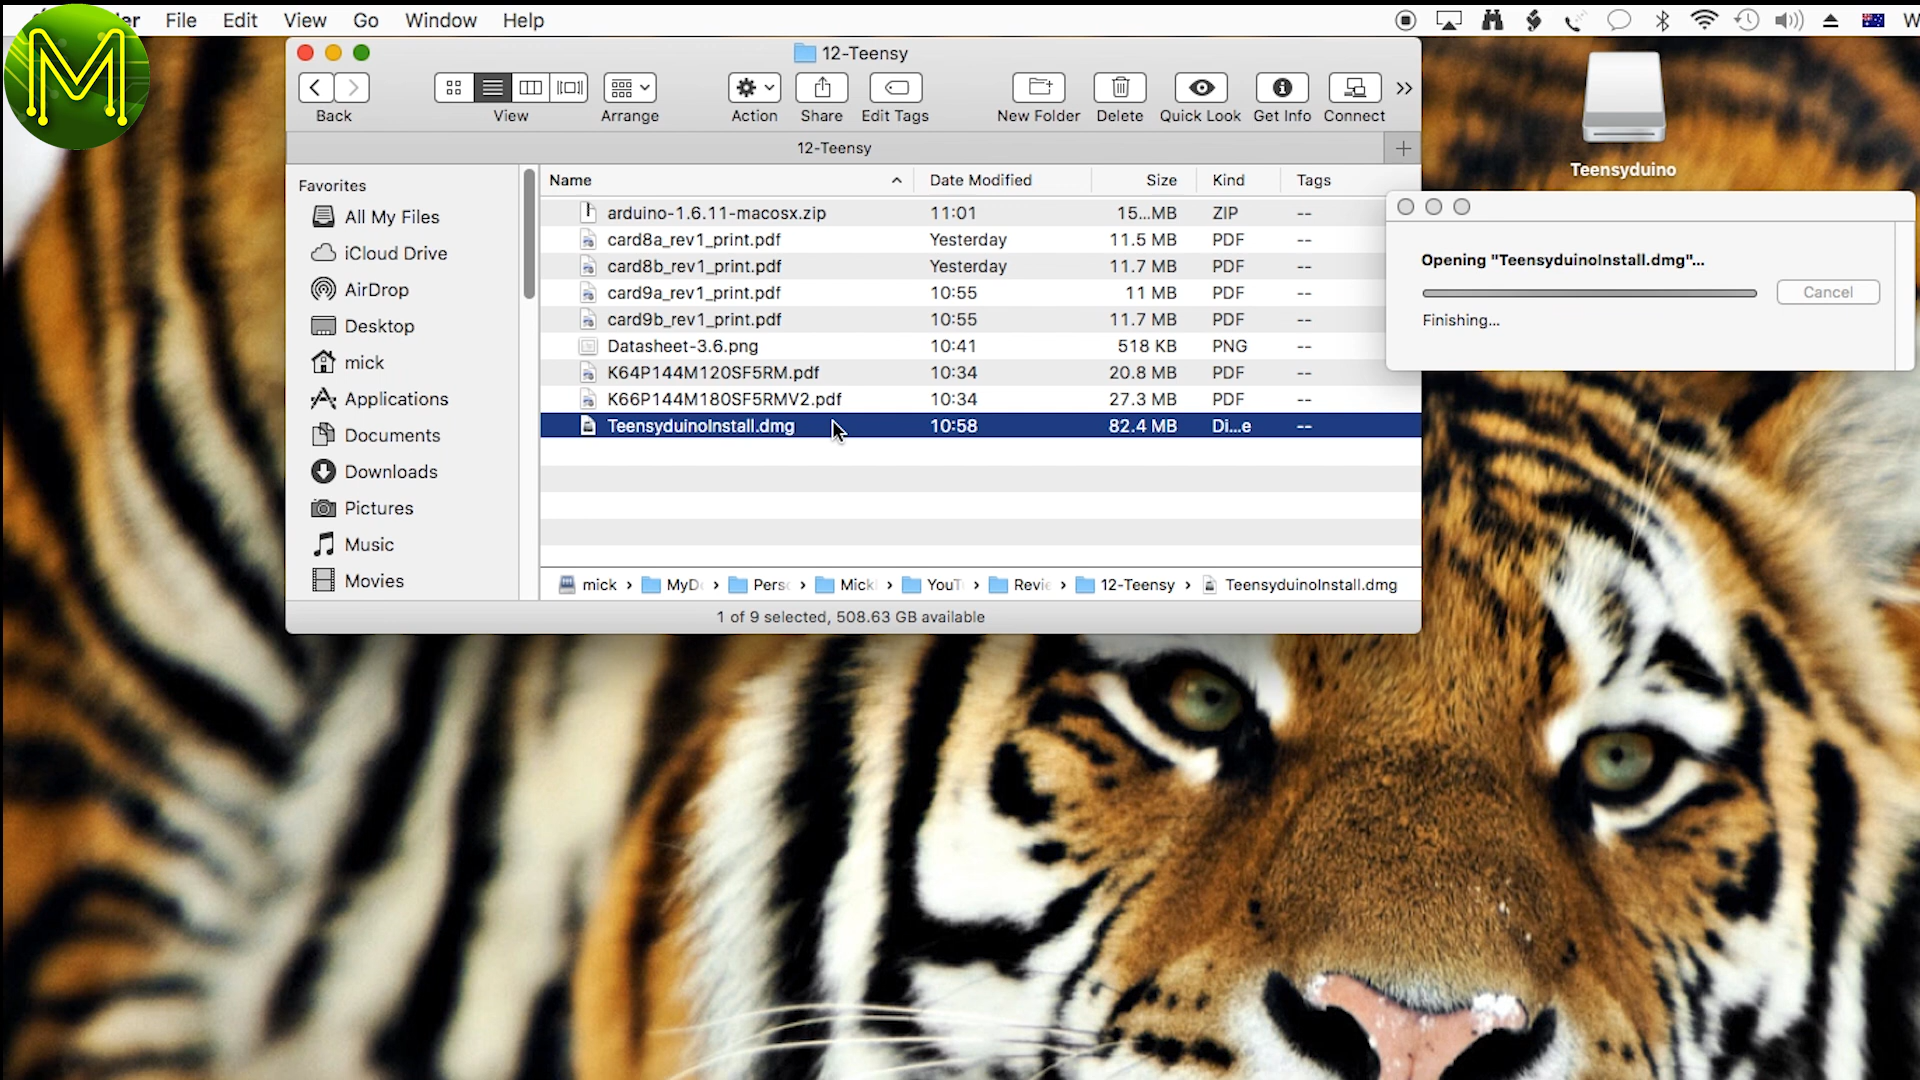 er File Edit View Go Window Help W
M
12-Teensy
Back View Arrange Action Share Edit Tags New Folder Delete Quick Look Get Info Connect
12-Teensy
Teensyduino
Favorites
All My Files
iCloud Drive
AirDrop
Desktop
mick
Applications
Documents
Downloads
Pictures
Music
Movies
Name Date Modified Size Kind Tags
arduino-1.6.11-macosx.zip 11:01 15...MB ZIP --
card8a_rev1_print.pdf Yesterday 11.5 MB PDF --
card8b_rev1_print.pdf Yesterday 11.7 MB PDF --
card9a_rev1_print.pdf 10:55 11 MB PDF --
card9b_rev1_print.pdf 10:55 11.7 MB PDF --
Datasheet-3.6.png 10:41 518 KB PNG --
K64P144M120SF5RM.pdf 10:34 20.8 MB PDF --
K66P144M180SF5RMV2.pdf 10:34 27.3 MB PDF --
TeensyduinoInstall.dmg 10:58 82.4 MB Di...e --
mick › MyD › Pers › Mick › YouT › Revie › 12-Teensy › TeensyduinoInstall.dmg
1 of 9 selected, 508.63 GB available
Opening "TeensyduinoInstall.dmg"...
Cancel
Finishing...